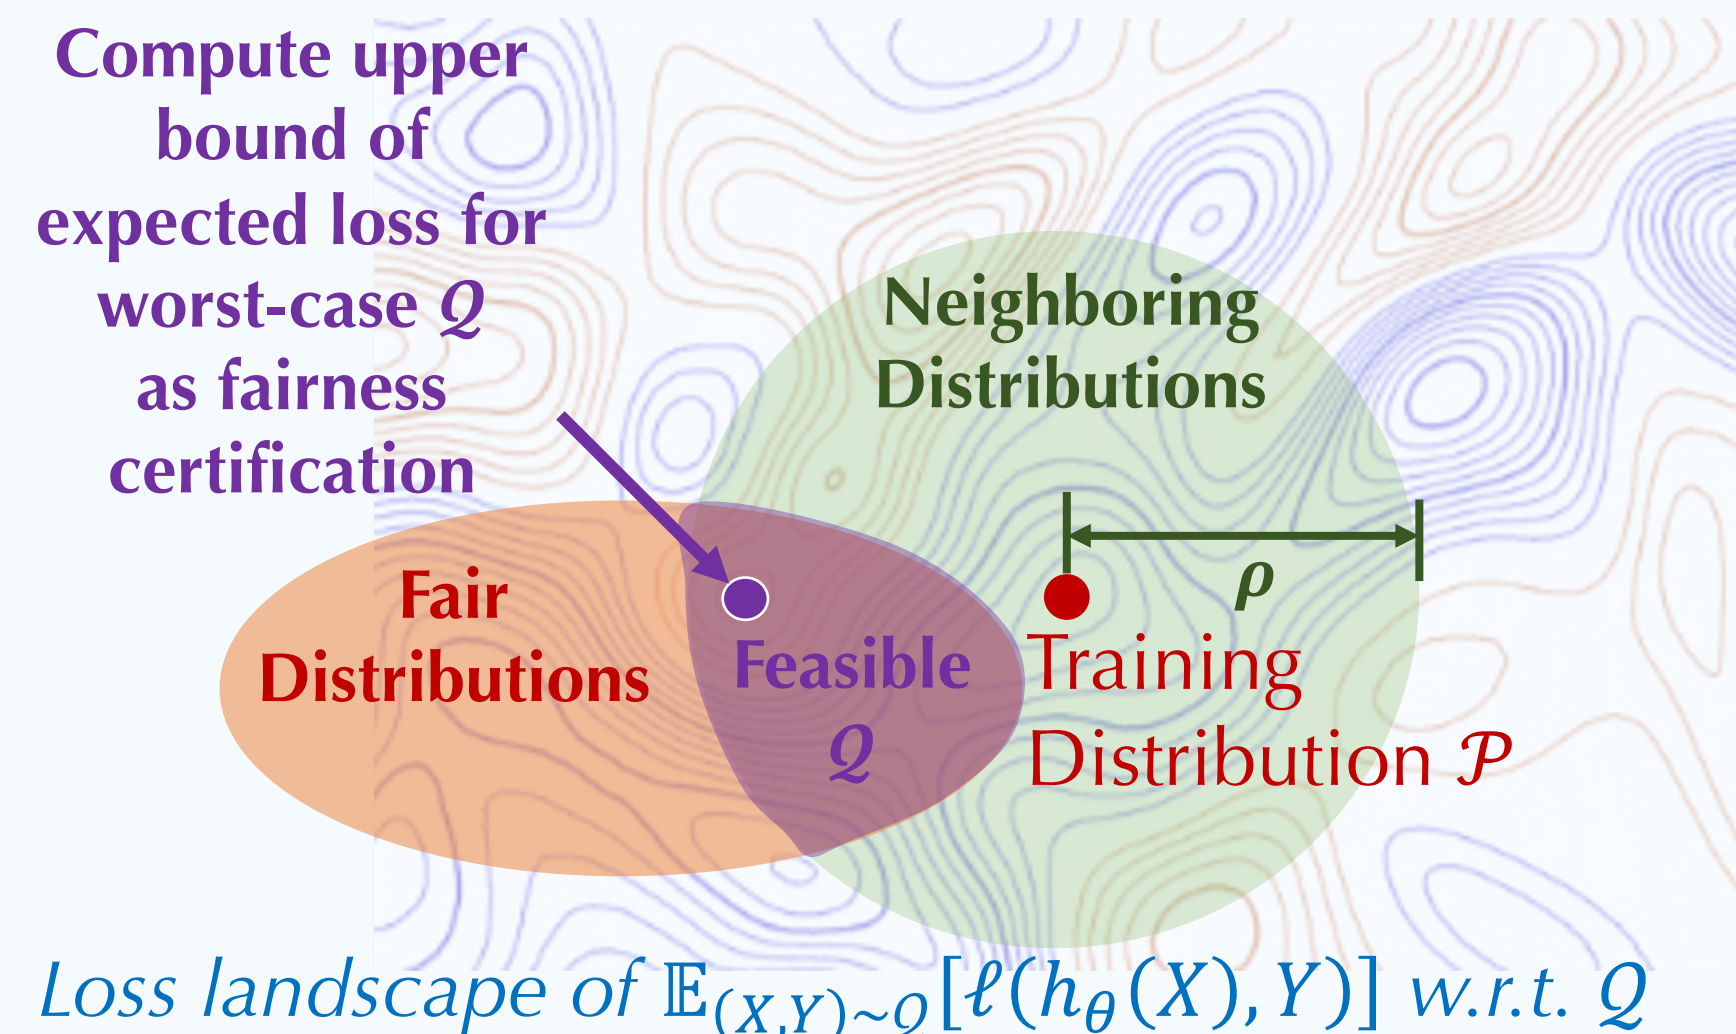 Compute upper
bound of
expected loss for
worst-case 𝒬
as fairness
certification
Neighboring
Distributions
ρ
Fair
Distributions
Feasible
𝒬
Training
Distribution 𝒫
Loss landscape of 𝔼₍X,Y₎∼𝒬[ℓ(h_θ(X), Y)] w.r.t. 𝒬